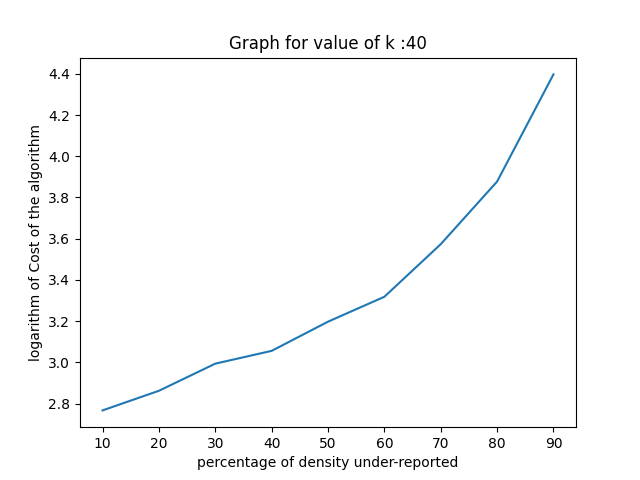 Graph for value of k :40
logarithm of Cost of the algorithm
4.4
4.2
4.0
3.8
3.6
3.4
3.2
3.0
2.8
10 20 30 40 50 60 70 80 90
percentage of density under-reported